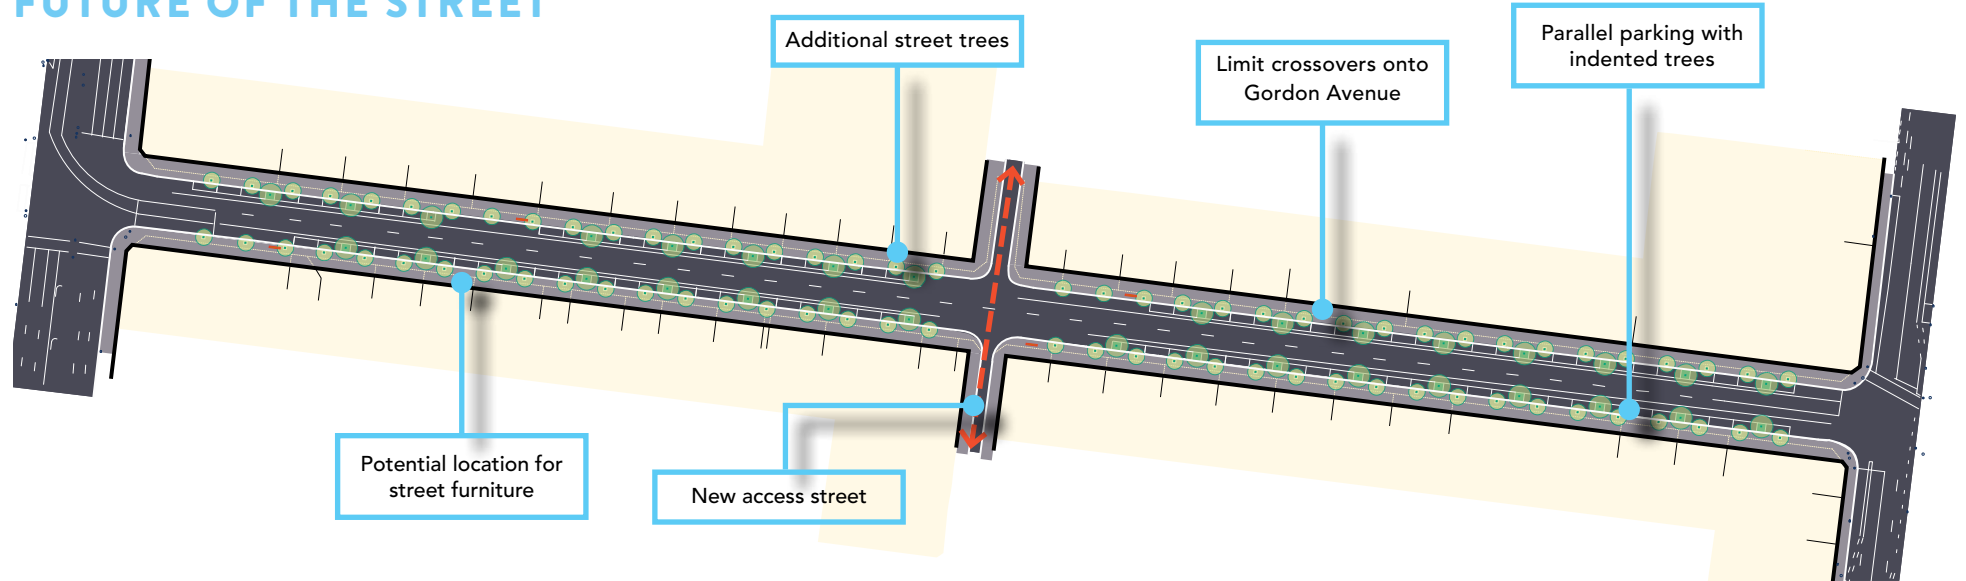 FUTURE OF THE STREET
Additional street trees
Limit crossovers onto
Gordon Avenue
Parallel parking with
indented trees
Potential location for
street furniture
New access street